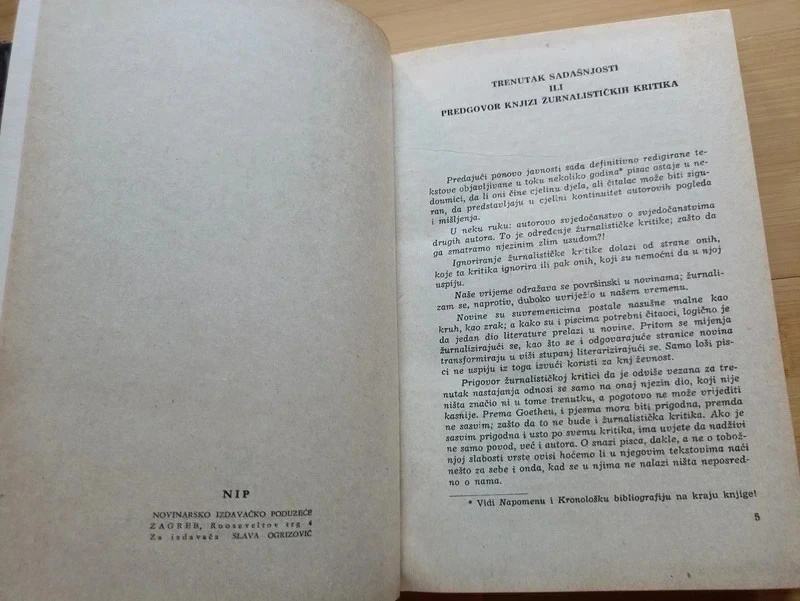 NIP
NOVINARSKO IZDAVAČKO PODUZEĆE
ZAGREB, Rooseveltov trg 4
Za izdavača SLAVA OGRIZOVIĆ
TRENUTAK SADAŠNJOSTI
ILI
PREDGOVOR KNJIZI ŽURNALISTIČKIH KRITIKA
Predajući ponovo javnosti sada definitivno redigirane te-
kstove objavljivane u toku nekoliko godina* pisac ostaje u ne-
doumici, da li oni čine cjelinu djela, ali čitalac može biti sigu-
ran, da predstavljaju u cjelini kontinuitet autorovih pogleda
i mišljenja.
U neku ruku: autorovo svjedočanstvo o svjedočanstvima
drugih autora. To je određenje žurnalističke kritike; zašto da
ga smatramo njezinim zlim usudom?!
Ignoriranje žurnalističke kritike dolazi od strane onih,
koje ta kritika ignorira ili pak onih, koji su nemoćni da u njoj
uspiju.
Naše vrijeme odražava se površinski u novinama; žurnali-
zam se, naprotiv, duboko uvriježio u našem vremenu.
Novine su suvremenicima postale nasušne malne kao
kruh, kao zrak; a kako su i piscima potrebni čitaoci, logično je
da jedan dio literature prelazi u novine. Pritom se mijenja
žurnalizirajući se, kao što se i odgovarajuće stranice novina
transformiraju u viši stupanj literarizirajući se. Samo loši pis-
ci ne uspiju iz toga izvući koristi za knj ževnost.
Prigovor žurnalističkoj kritici da je odviše vezana za tre-
nutak nastajanja odnosi se samo na onaj njezin dio, koji nije
ništa značio ni u tome trenutku, a pogotovo ne može vrijediti
kasnije. Prema Goetheu, i pjesma mora biti prigodna, premda
ne sasvim; zašto da to ne bude i žurnalistička kritika. Ako je
sasvim prigodna i usto po svemu kritika, ima uvjete da nadživi
ne samo povod, već i autora. O snazi pisca, dakle, a ne o tobož-
njoj slabosti vrste ovisi hoćemo li u njegovim tekstovima naći
nešto za sebe i onda, kad se u njima ne nalazi ništa neposred-
no o nama.
* Vidi Napomenu i Kronološku bibliografiju na kraju knjige!
5